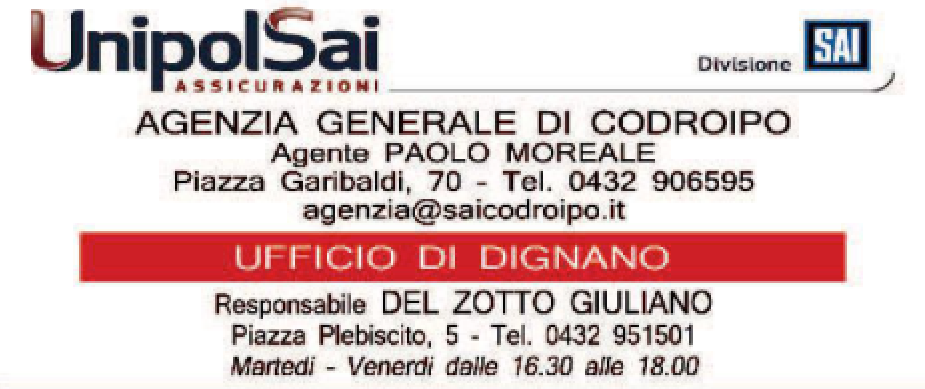 UnipolSai
ASSICURAZIONI
Divisione SAI
AGENZIA GENERALE DI CODROIPO
Agente PAOLO MOREALE
Piazza Garibaldi, 70 - Tel. 0432 906595
agenzia@saicodroipo.it
UFFICIO DI DIGNANO
Responsabile DEL ZOTTO GIULIANO
Piazza Plebiscito, 5 - Tel. 0432 951501
Martedi - Venerdi dalle 16.30 alle 18.00